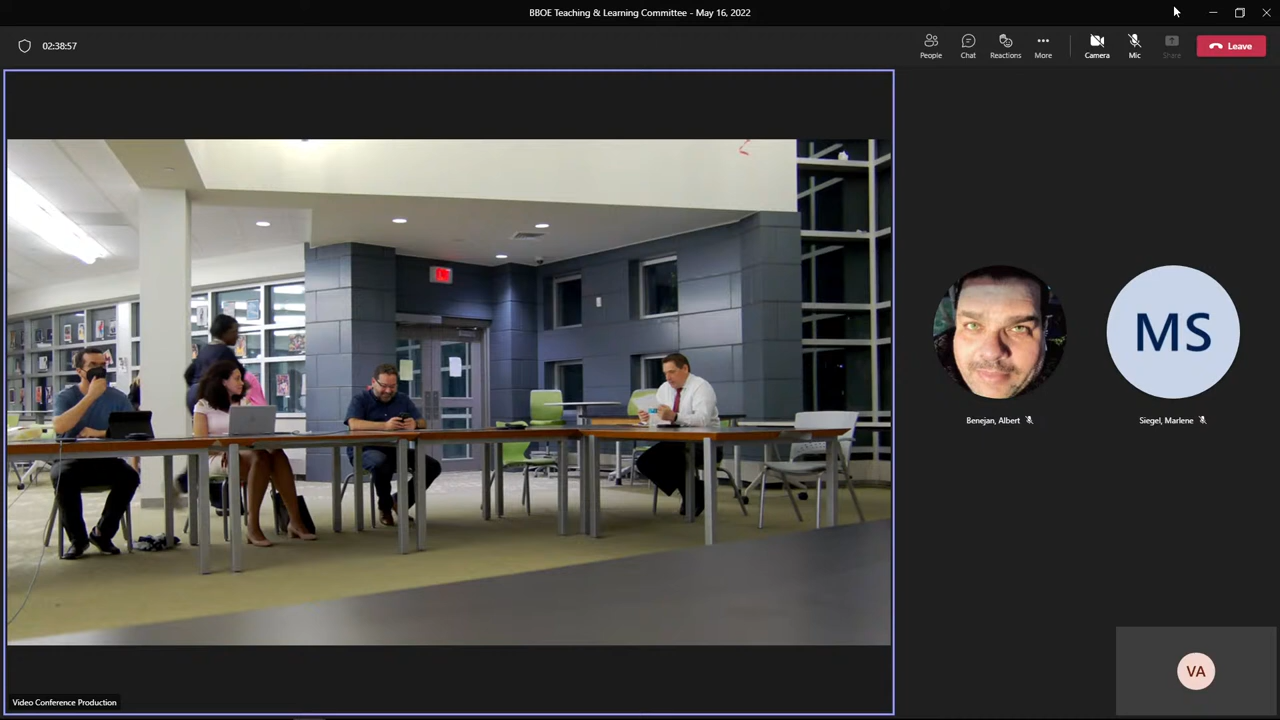 BBOE Teaching & Learning Committee - May 16, 2022
02:38:57
People
Chat
Reactions
More
Camera
Mic
Share
Leave
MS
Benejan, Albert
Siegel, Marlene
Video Conference Production
VA